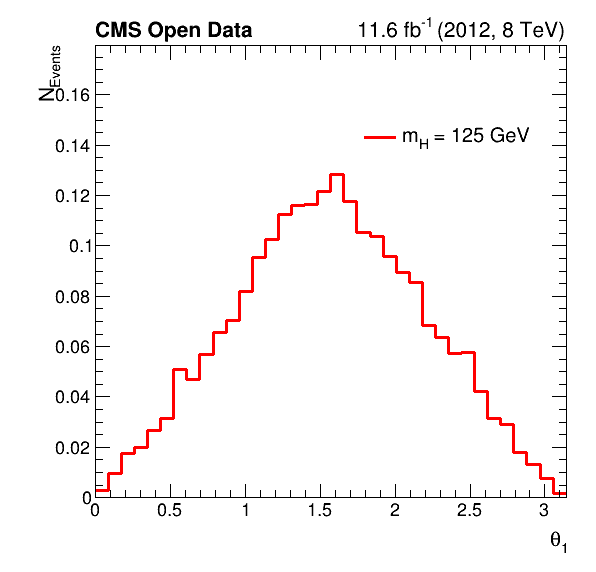 CMS Open Data 11.6 fb⁻¹ (2012, 8 TeV)
N_Events
0.16
0.14
0.12
0.1
0.08
0.06
0.04
0.02
0
m_H = 125 GeV
0 0.5 1 1.5 2 2.5 3
θ₁